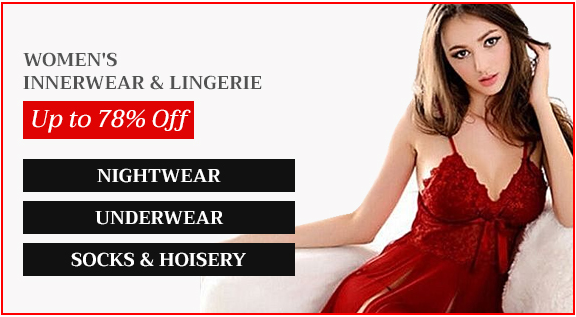 WOMEN'S
INNERWEAR & LINGERIE
Up to 78% Off
NIGHTWEAR
UNDERWEAR
SOCKS & HOISERY